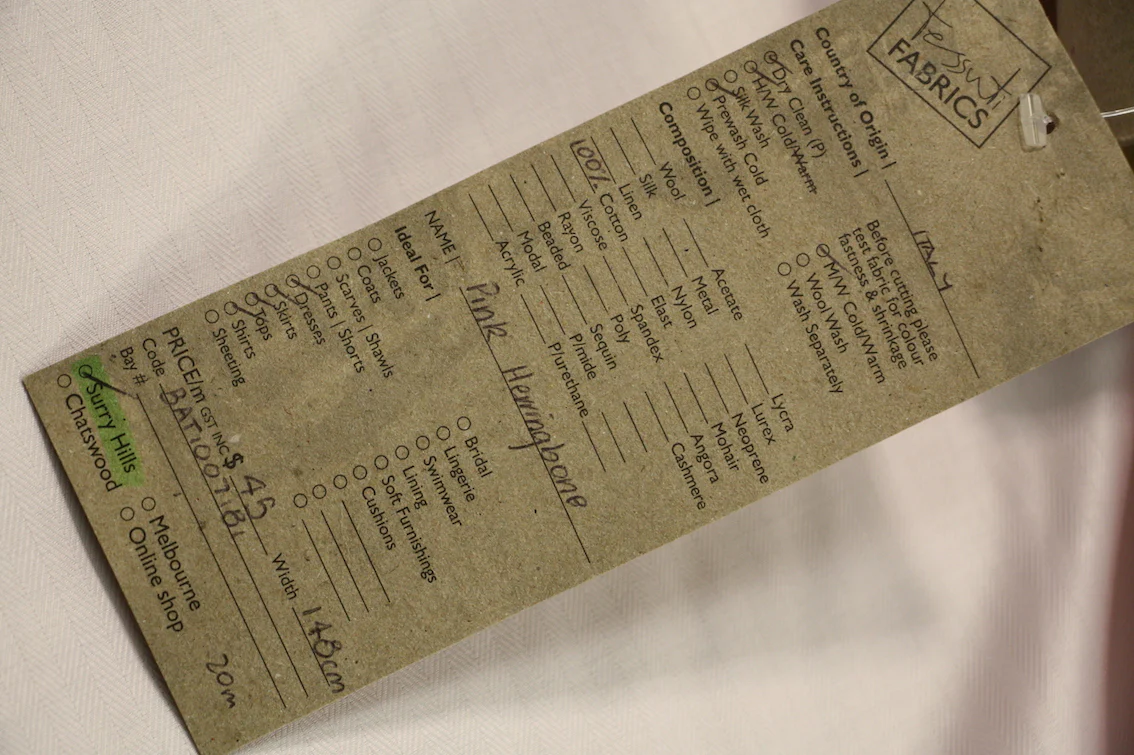 tessuti
FABRICS
Country of Origin | ITALY
Care Instructions |
Dry Clean (P)
H/W Cold/Warm
Silk Wash
Prewash Cold
Wipe with wet cloth
Before cutting please
test fabric for colour
fastness & shrinkage
M/W Cold/Warm
Wool Wash
Wash Separately
Composition |
Wool
Silk
Linen
100% Cotton
Viscose
Rayon
Beaded
Modal
Acrylic
Acetate
Metal
Nylon
Elast
Spandex
Poly
Sequin
P/mide
P/urethane
Lycra
Lurex
Neoprene
Mohair
Angora
Cashmere
NAME | Pink Herringbone
Ideal For |
Jackets
Coats
Scarves | Shawls
Pants | Shorts
Dresses
Skirts
Tops
Shirts
Sheeting
Bridal
Lingerie
Swimwear
Lining
Soft Furnishings
Cushions
PRICE/m GST INC $ 45 Width 148cm
Code BAT1007181
Bay #
Surry Hills
Chatswood
Melbourne
Online shop
20m